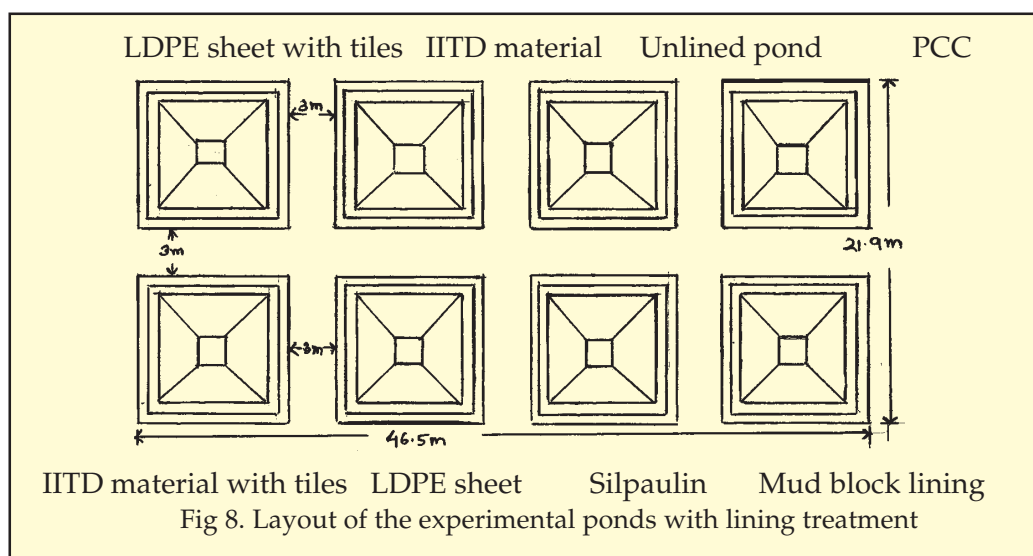 LDPE sheet with tiles IITD material Unlined pond PCC
3m
3m
21.9m
3m
46.5m
IITD material with tiles LDPE sheet Silpaulin Mud block lining
Fig 8. Layout of the experimental ponds with lining treatment